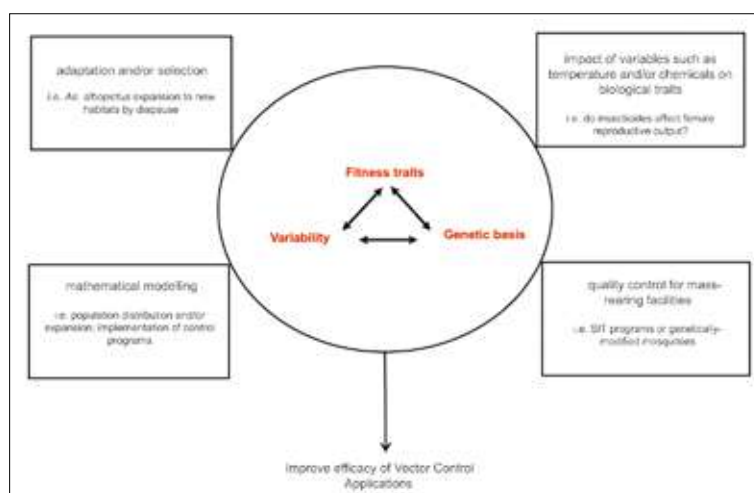 adaptation and/or selection
i.e. Ae. albopictus expansion to new
habitats by diapause
impact of variables such as
temperature and/or chemicals on
biological traits
i.e. do insecticides affect female
reproductive output?
Fitness traits
Variability
Genetic basis
mathematical modelling
i.e. population distribution and/or
expansion; implementation of control
programs
quality control for mass-
rearing facilities
i.e. SIT programs or genetically-
modified mosquitoes
Improve efficacy of Vector Control
Applications